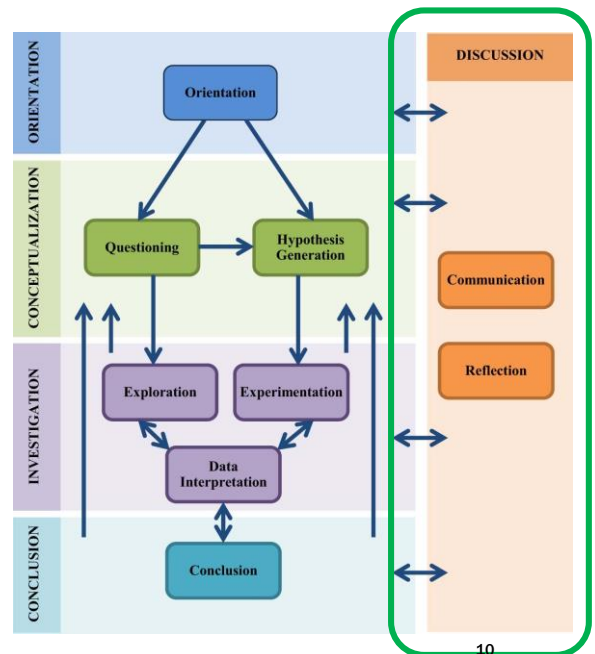 ORIENTATION
Orientation
CONCEPTUALIZATION
Questioning
Hypothesis
Generation
INVESTIGATION
Exploration
Experimentation
Data
Interpretation
CONCLUSION
Conclusion
DISCUSSION
Communication
Reflection
10